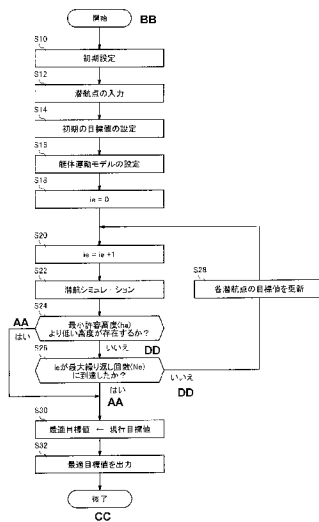 開始
BB
S10
初期設定
S12
潜航点の入力
S14
初期の目標値の設定
S16
艇体運動モデルの設定
S18
ie = 0
S20
ie = ie +1
S28
各潜航点の目標値を更新
S22
潜航シミュレーション
S24
最小許容高度(ha)
より低い高度が存在するか?
AA
はい
いいえ
DD
S26
ieが最大繰り返し回数(Ne)
に到達したか?
いいえ
DD
はい
AA
S30
最適目標値 ← 現行目標値
S32
最適目標値を出力
終了
CC